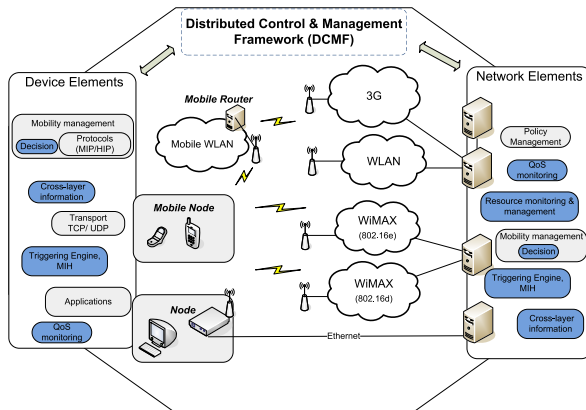 Distributed Control & Management
Framework (DCMF)
Device Elements
Mobility management
Decision
Protocols
(MIP/HIP)
Cross-layer
information
Transport
TCP/ UDP
Triggering Engine,
MIH
Applications
QoS
monitoring
Mobile Router
Mobile WLAN
Mobile Node
Node
3G
WLAN
WiMAX
(802.16e)
WiMAX
(802.16d)
Ethernet
Network Elements
Policy
Management
QoS
monitoring
Resource monitoring &
management
Mobility management
Decision
Triggering Engine,
MIH
Cross-layer
information